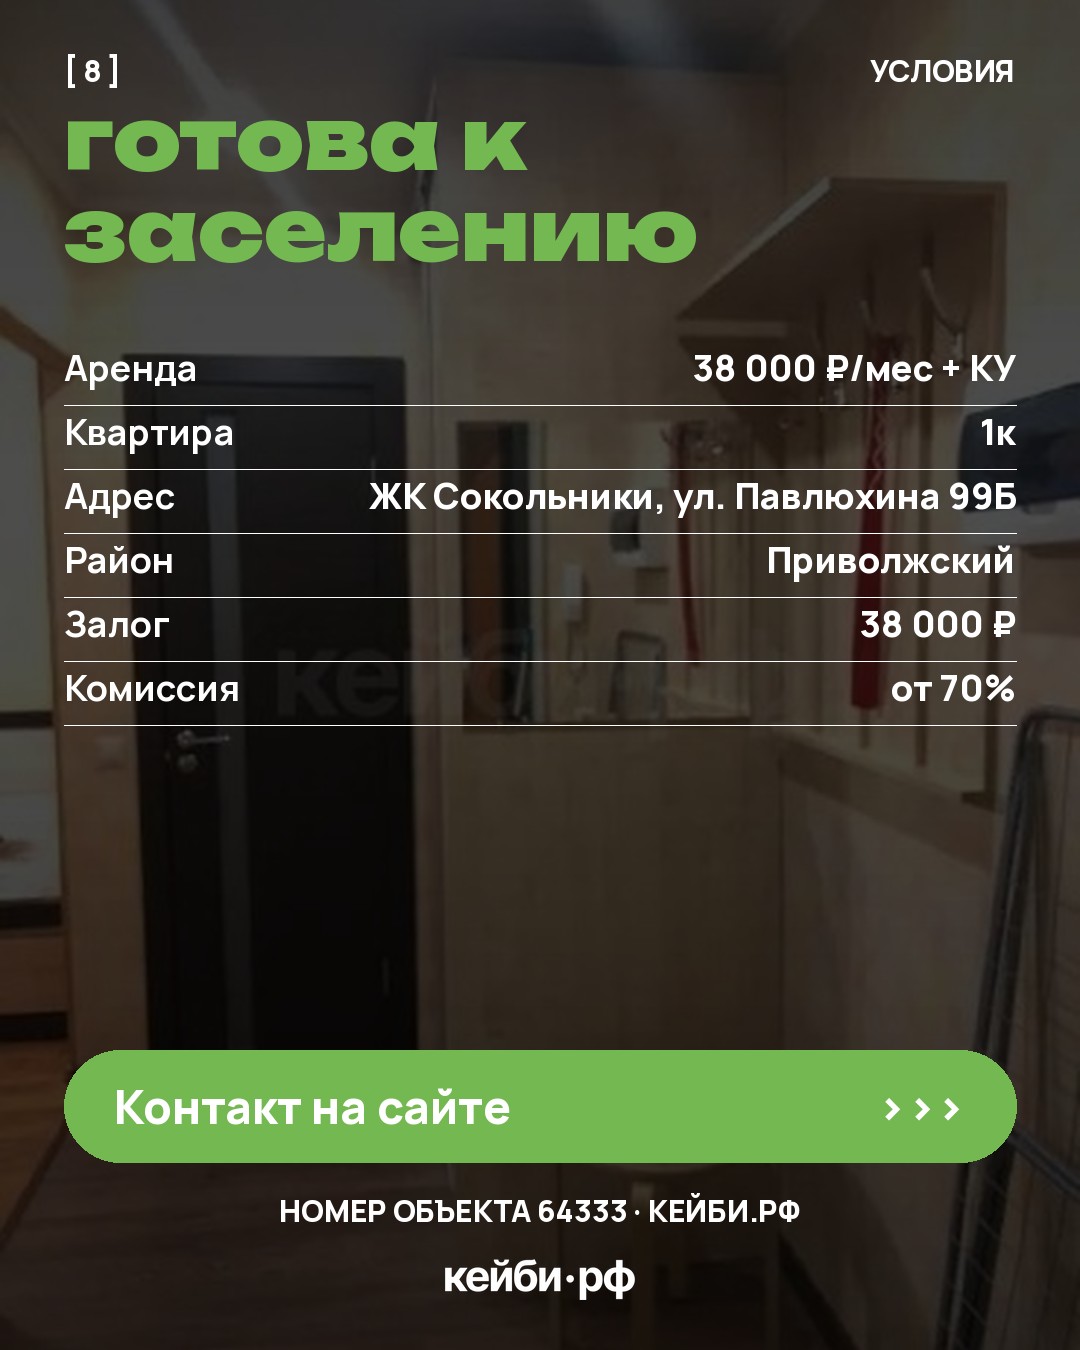 [ 8 ]
УСЛОВИЯ
готова к
заселению
Аренда 38 000 ₽/мес + КУ
Квартира 1к
Адрес ЖК Сокольники, ул. Павлюхина 99Б
Район Приволжский
Залог 38 000 ₽
Комиссия от 70%
Контакт на сайте >>>
НОМЕР ОБЪЕКТА 64333 · КЕЙБИ.РФ
кейби·рф